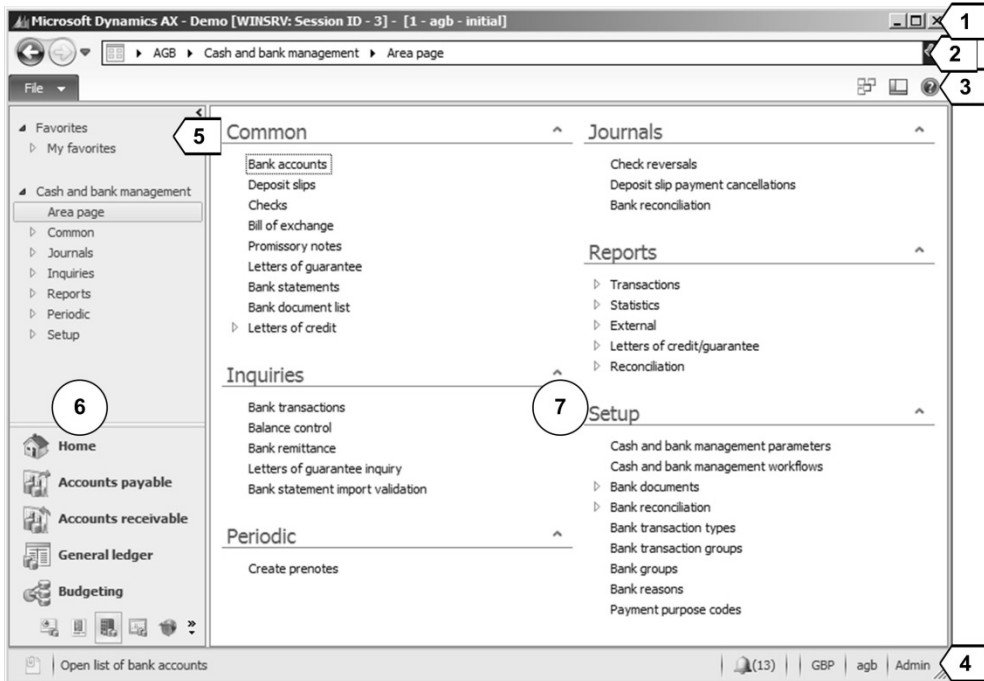 Microsoft Dynamics AX - Demo [WINSRV: Session ID - 3] - [1 - agb - initial]
1
AGB Cash and bank management Area page
2
File
3
Favorites
My favorites
Cash and bank management
Area page
Common
Journals
Inquiries
Reports
Periodic
Setup
5
6
Home
Accounts payable
Accounts receivable
General ledger
Budgeting
Common
Bank accounts
Deposit slips
Checks
Bill of exchange
Promissory notes
Letters of guarantee
Bank statements
Bank document list
Letters of credit
Inquiries
Bank transactions
Balance control
Bank remittance
Letters of guarantee inquiry
Bank statement import validation
Periodic
Create prenotes
7
Journals
Check reversals
Deposit slip payment cancellations
Bank reconciliation
Reports
Transactions
Statistics
External
Letters of credit/guarantee
Reconciliation
Setup
Cash and bank management parameters
Cash and bank management workflows
Bank documents
Bank reconciliation
Bank transaction types
Bank transaction groups
Bank groups
Bank reasons
Payment purpose codes
Open list of bank accounts
(13) GBP agb Admin
4